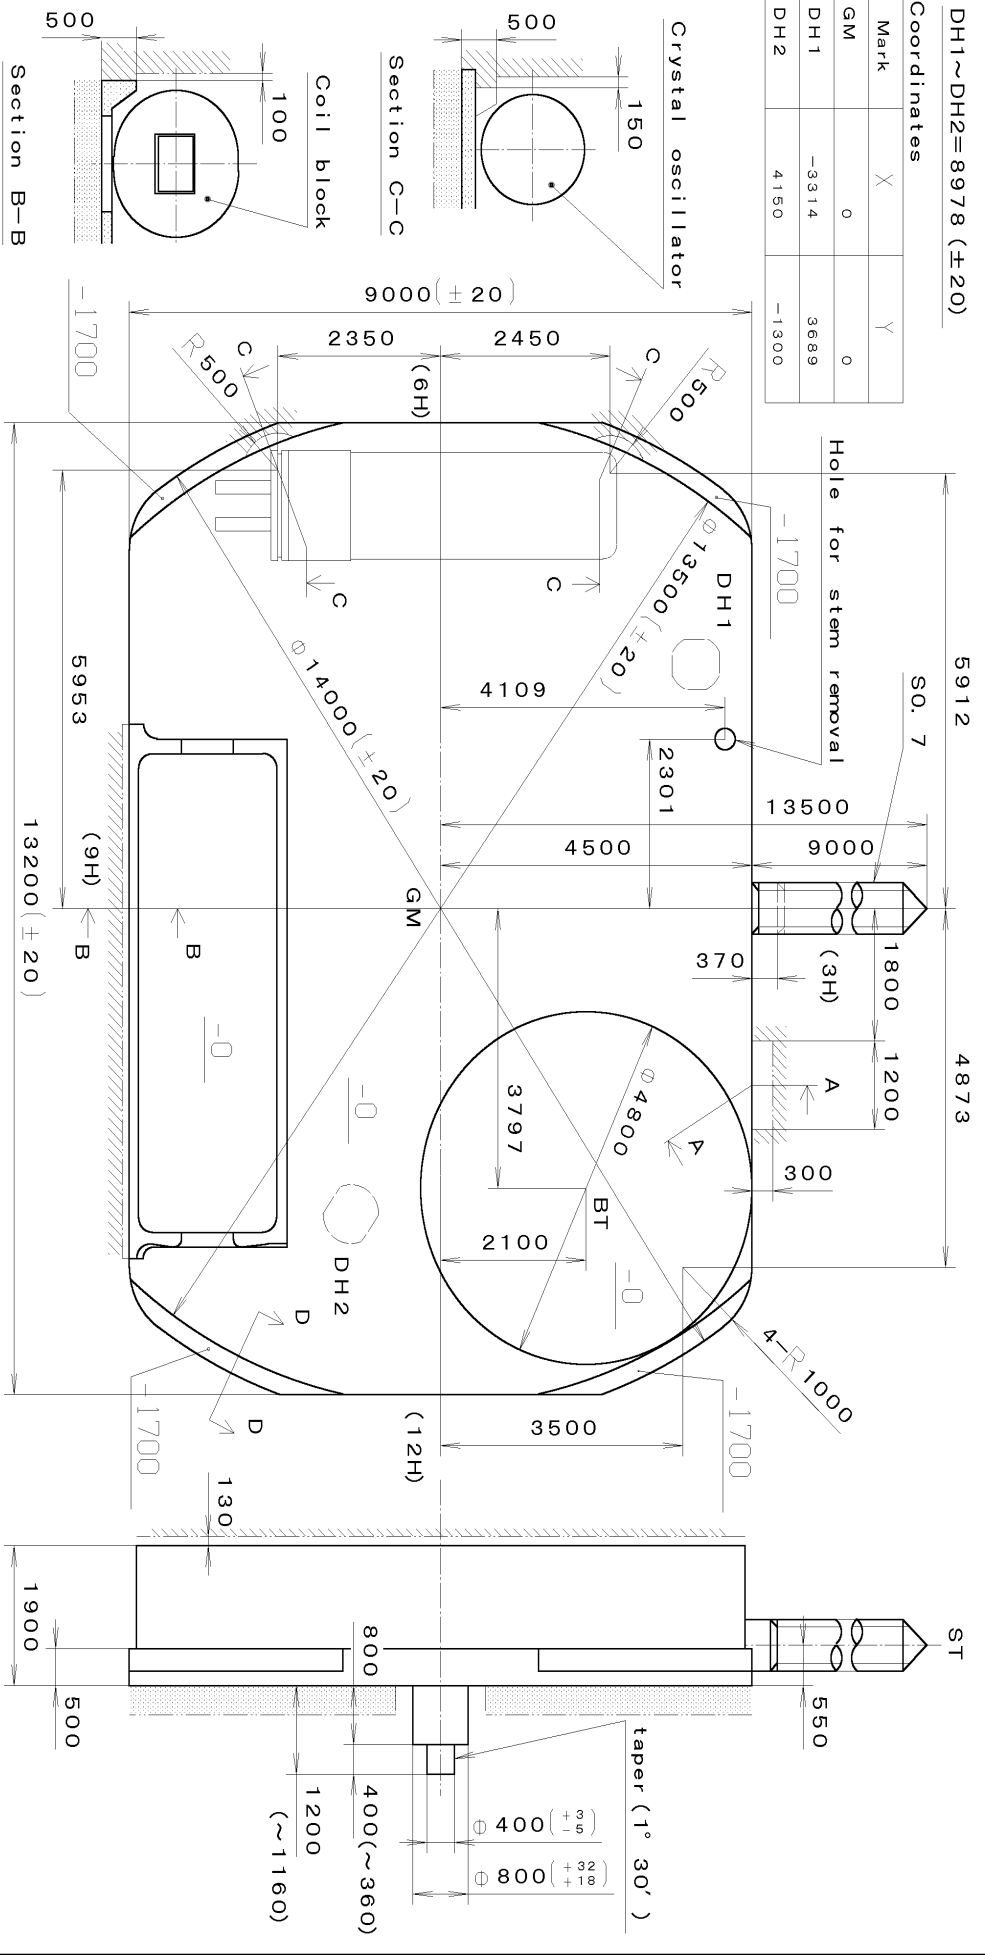 DH1~DH2=8978 (±20)
Coordinates
Mark X Y
GM 0 0
DH1 -3314 3689
DH2 4150 -1300
Crystal oscillator
500
150
Section C-C
Coil block
500
100
Section B-B
9000(±20)
2350
2450
(6H)
R500
R500
C
C
C
C
-1700
-1700
Hole for stem removal
DH1
φ13500(±20)
φ14000(±20)
5912
5953
4109
2301
SO. 7
13500
4500
9000
GM
13200(±20)
(9H)
B
B
370
(3H)
1800
1200
4873
A
A
300
3797
φ4800
BT
2100
-0
-0
-0
DH2
D
D
4-R1000
3500
(12H)
-1700
-1700
130
1900
500
ST
550
800
400(~360)
1200
(~1160)
taper (1° 30′)
φ400(+3 -5)
φ800(+32 +18)